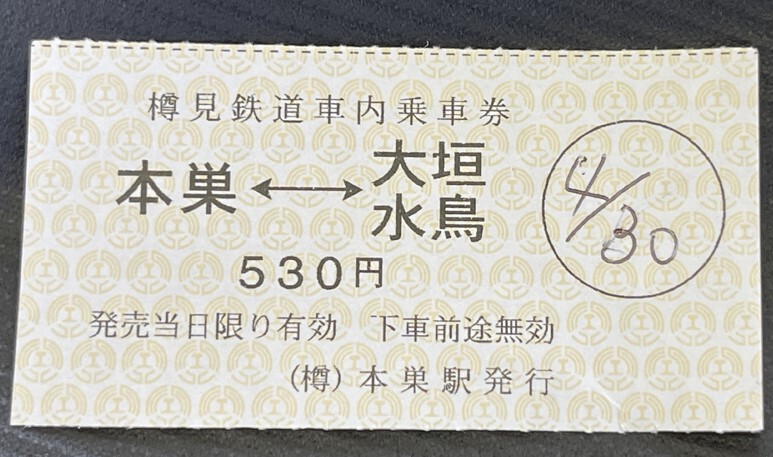 樽見鉄道車内乗車券
本巣⟷大垣
水鳥
4/30
530円
発売当日限り有効 下車前途無効
(樽)本巣駅発行